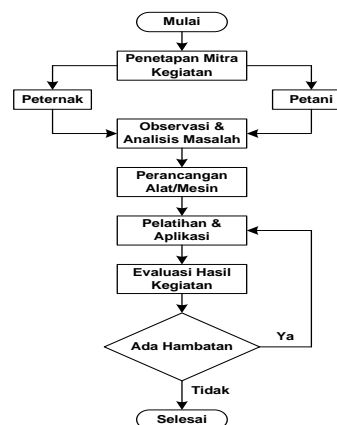 Mulai
Penetapan Mitra
Kegiatan
Peternak
Petani
Observasi &
Analisis Masalah
Perancangan
Alat/Mesin
Pelatihan &
Aplikasi
Evaluasi Hasil
Kegiatan
Ada Hambatan
Ya
Tidak
Selesai